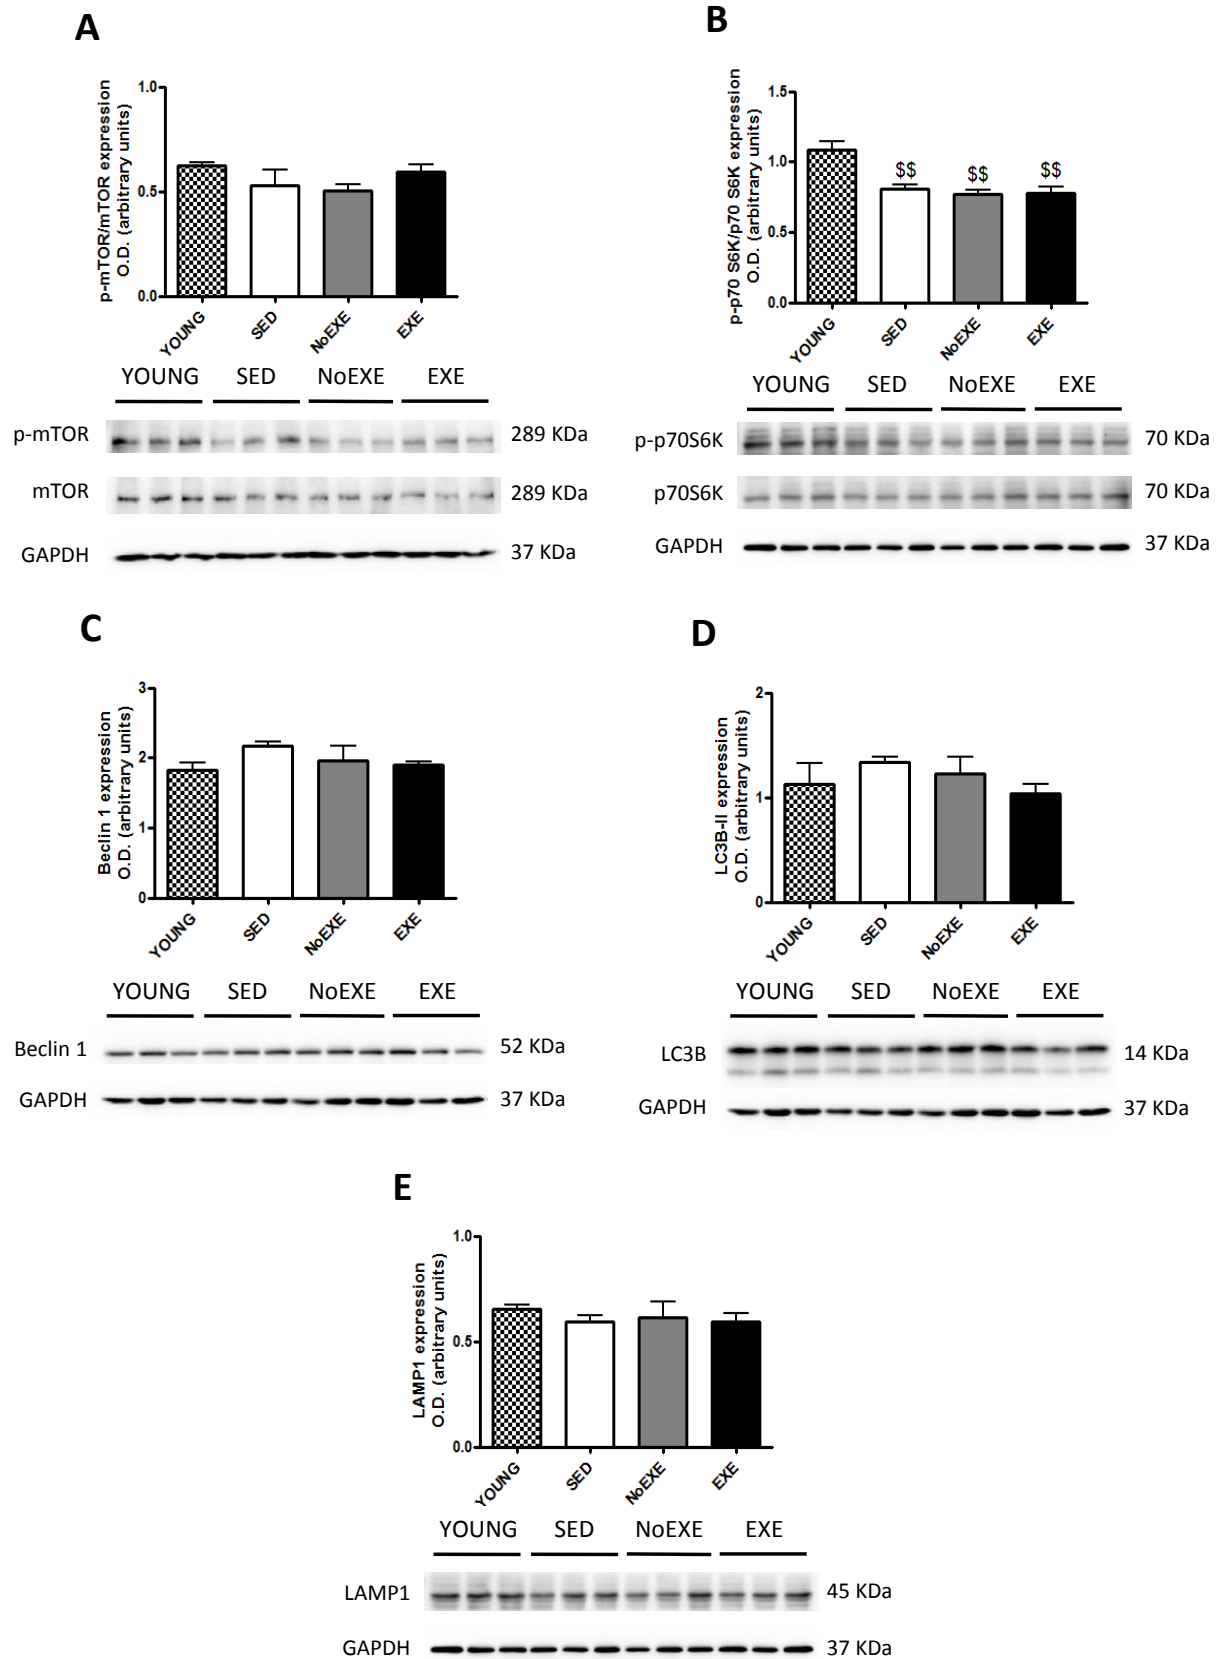 A
p-mTOR/mTOR expression
O.D. (arbitrary units)
1.0
0.5
0.0
YOUNG
SED
NoEXE
EXE
YOUNG SED NoEXE EXE
p-mTOR 289 KDa
mTOR 289 KDa
GAPDH 37 KDa
B
p-p70 S6K/p70 S6K expression
O.D. (arbitrary units)
1.5
1.0
0.5
0.0
$$ $$ $$
YOUNG
SED
NoEXE
EXE
YOUNG SED NoEXE EXE
p-p70S6K 70 KDa
p70S6K 70 KDa
GAPDH 37 KDa
C
Beclin 1 expression
O.D. (arbitrary units)
3
2
1
0
YOUNG
SED
NoEXE
EXE
YOUNG SED NoEXE EXE
Beclin 1 52 KDa
GAPDH 37 KDa
D
LC3B-II expression
O.D. (arbitrary units)
2
1
0
YOUNG
SED
NoEXE
EXE
YOUNG SED NoEXE EXE
LC3B 14 KDa
GAPDH 37 KDa
E
LAMP1 expression
O.D. (arbitrary units)
1.0
0.5
0.0
YOUNG
SED
NoEXE
EXE
YOUNG SED NoEXE EXE
LAMP1 45 KDa
GAPDH 37 KDa